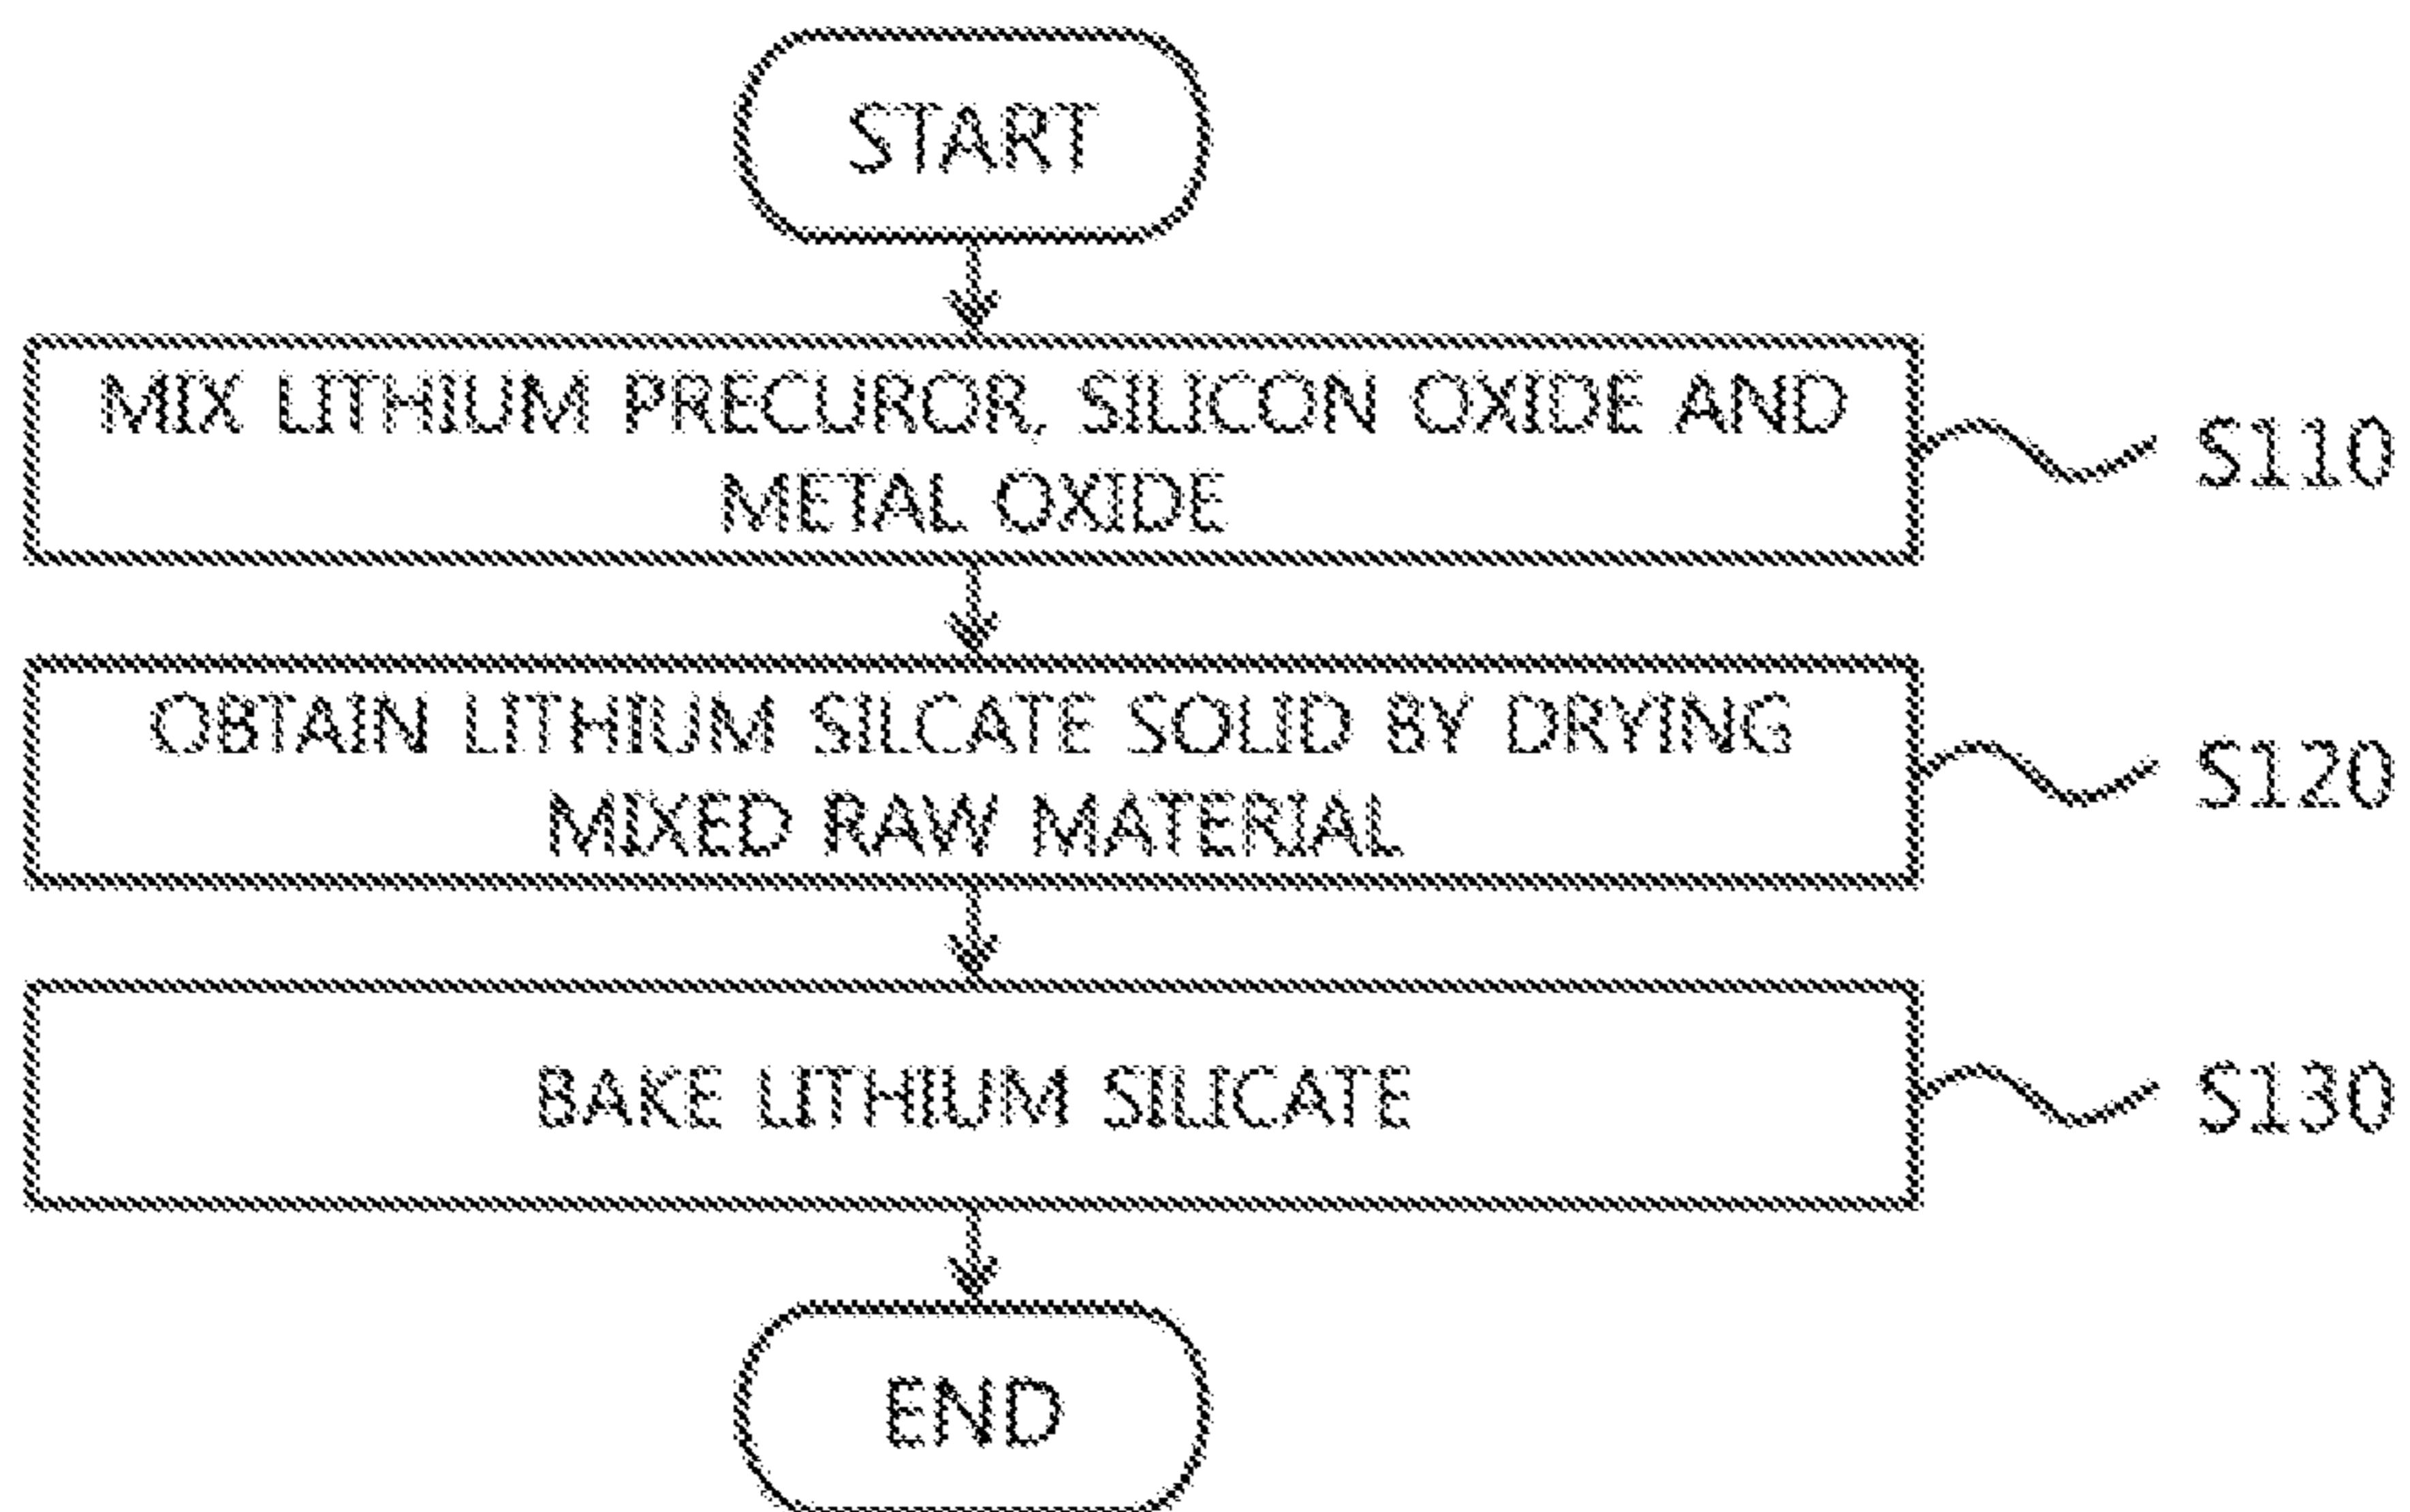 START
MIX LITHIUM PRECUROR, SILICON OXIDE AND
METAL OXIDE
S110
OBTAIN LITHIUM SILCATE SOLID BY DRYING
MIXED RAW MATERIAL
S120
BAKE LITHIUM SILICATE
S130
END